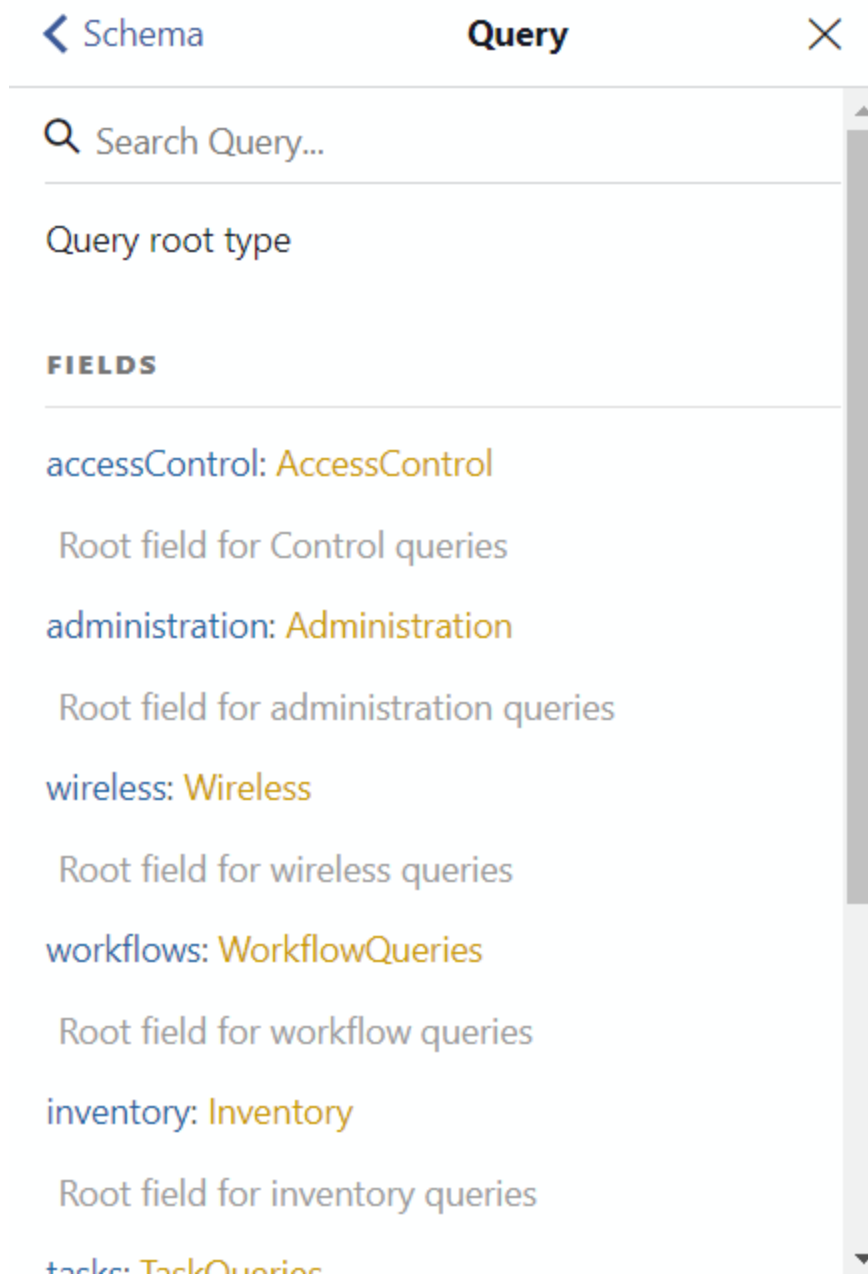 Schema
Query
Search Query...
Query root type
FIELDS
accessControl: AccessControl
Root field for Control queries
administration: Administration
Root field for administration queries
wireless: Wireless
Root field for wireless queries
workflows: WorkflowQueries
Root field for workflow queries
inventory: Inventory
Root field for inventory queries
tasks: TaskQueries